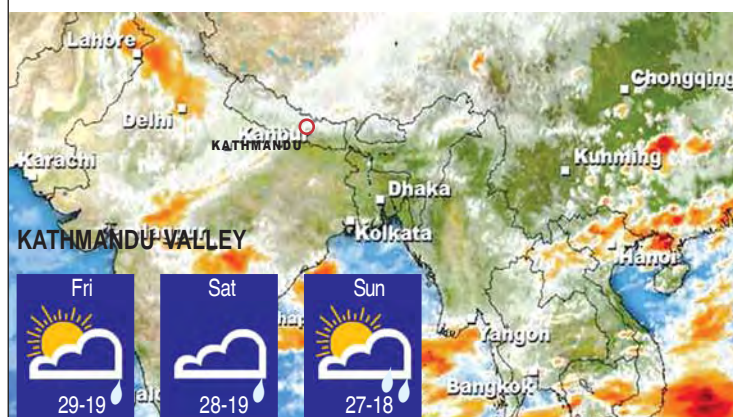 Lahore
Chongqing
Delhi
KATHMANDU
Karachi
Kunming
Dhaka
KATHMANDU VALLEY
Kolkata
Hanoi
Fri
Sat
Sun
Yangon
Bangkok
29-19
28-19
27-18